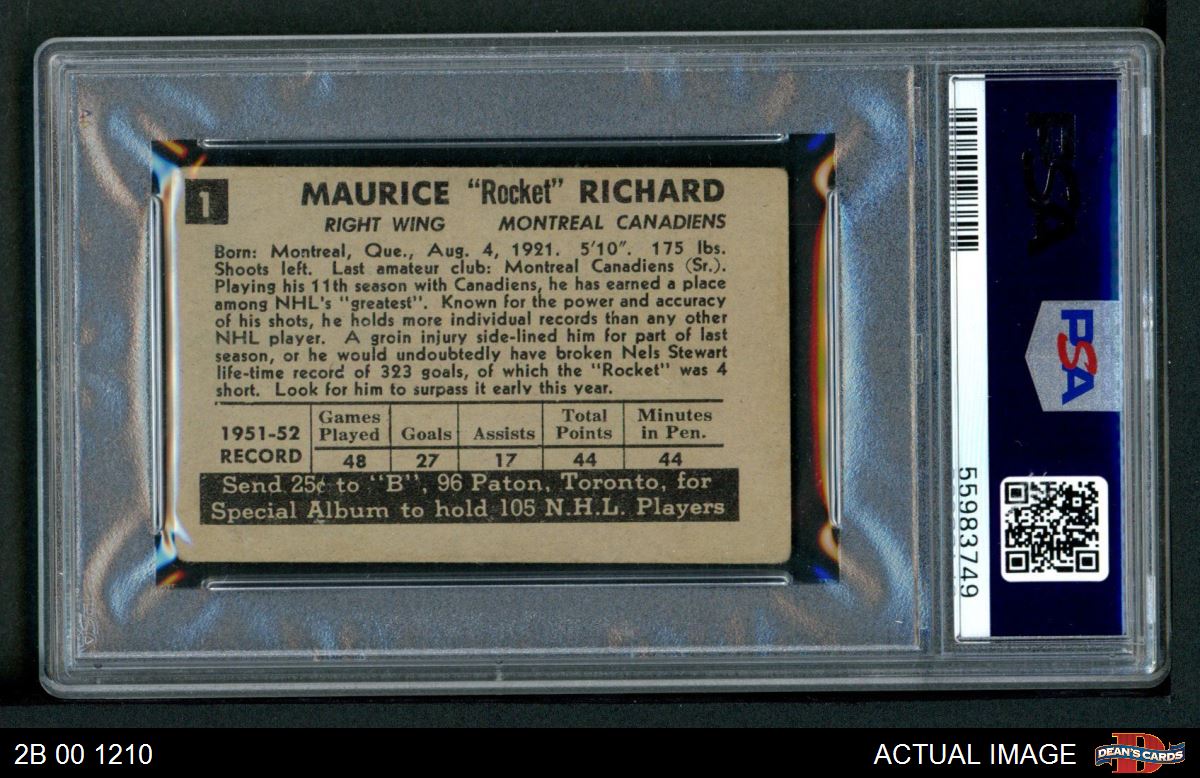 1
MAURICE "Rocket" RICHARD
RIGHT WING MONTREAL CANADIENS
Born: Montreal, Que., Aug. 4, 1921. 5'10". 175 lbs.
Shoots left. Last amateur club: Montreal Canadiens (Sr.).
Playing his 11th season with Canadiens, he has earned a place
among NHL's "greatest". Known for the power and accuracy
of his shots, he holds more individual records than any other
NHL player. A groin injury side-lined him for part of last
season, or he would undoubtedly have broken Nels Stewart
life-time record of 323 goals, of which the "Rocket" was 4
short. Look for him to surpass it early this year.
1951-52 RECORD
Games Played Goals Assists Total Points Minutes in Pen.
48 27 17 44 44
Send 25¢ to "B", 96 Paton, Toronto, for
Special Album to hold 105 N.H.L. Players
PSA
PSA
55983749
2B 00 1210
ACTUAL IMAGE
DEAN'S CARDS